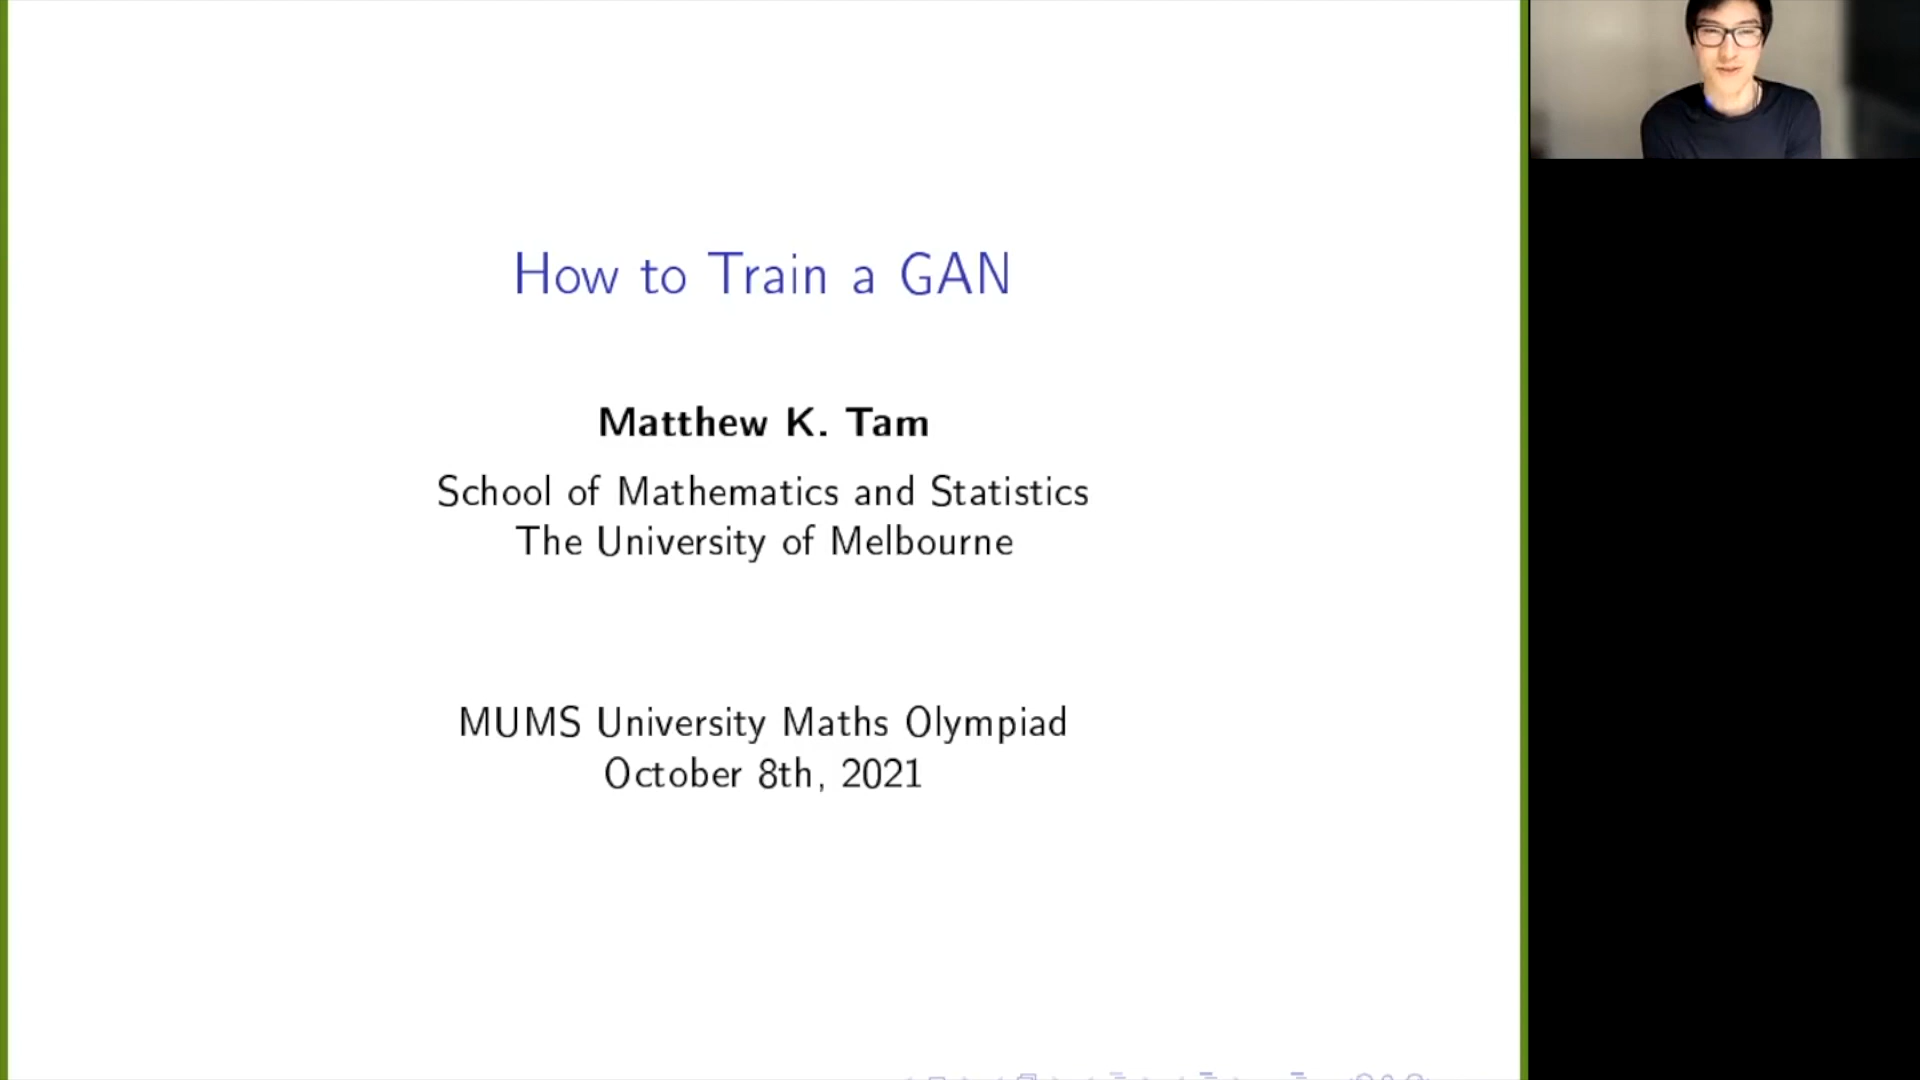 How to Train a GAN
Matthew K. Tam
School of Mathematics and Statistics
The University of Melbourne
MUMS University Maths Olympiad
October 8th, 2021